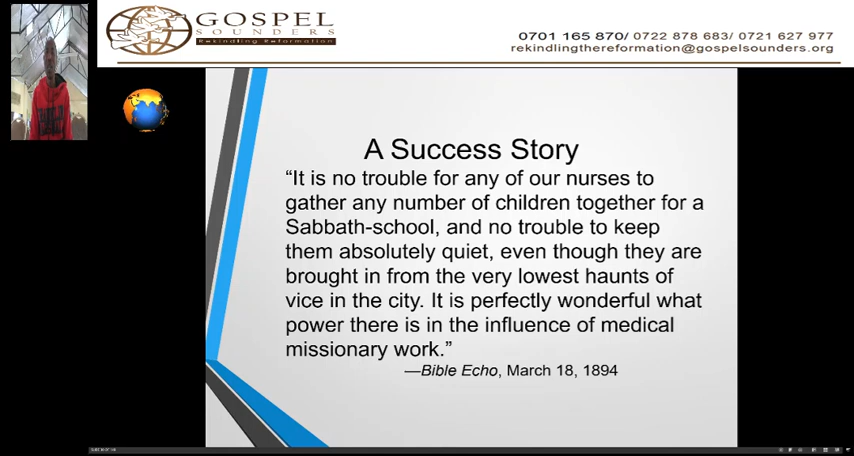 GOSPEL
SOUNDERS
Rekindling Reformation
0701 165 870/ 0722 878 683/ 0721 627 977
rekindlingthereformation@gospelsounders.org
A Success Story
“It is no trouble for any of our nurses to
gather any number of children together for a
Sabbath-school, and no trouble to keep
them absolutely quiet, even though they are
brought in from the very lowest haunts of
vice in the city. It is perfectly wonderful what
power there is in the influence of medical
missionary work.”
—Bible Echo, March 18, 1894